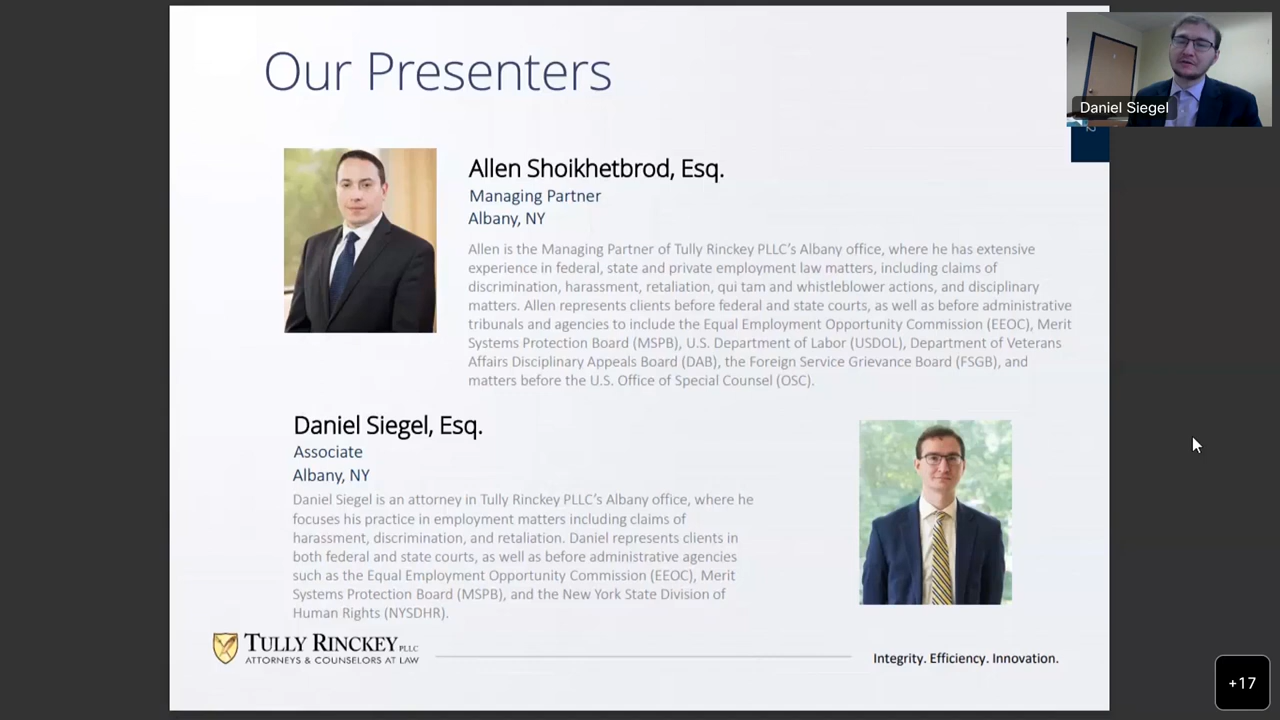 Our Presenters
Daniel Siegel
2
Allen Shoikhetbrod, Esq.
Managing Partner
Albany, NY
Allen is the Managing Partner of Tully Rinckey PLLC’s Albany office, where he has extensive
experience in federal, state and private employment law matters, including claims of
discrimination, harassment, retaliation, qui tam and whistleblower actions, and disciplinary
matters. Allen represents clients before federal and state courts, as well as before administrative
tribunals and agencies to include the Equal Employment Opportunity Commission (EEOC), Merit
Systems Protection Board (MSPB), U.S. Department of Labor (USDOL), Department of Veterans
Affairs Disciplinary Appeals Board (DAB), the Foreign Service Grievance Board (FSGB), and
matters before the U.S. Office of Special Counsel (OSC).
Daniel Siegel, Esq.
Associate
Albany, NY
Daniel Siegel is an attorney in Tully Rinckey PLLC’s Albany office, where he
focuses his practice in employment matters including claims of
harassment, discrimination, and retaliation. Daniel represents clients in
both federal and state courts, as well as before administrative agencies
such as the Equal Employment Opportunity Commission (EEOC), Merit
Systems Protection Board (MSPB), and the New York State Division of
Human Rights (NYSDHR).
TULLY RINCKEY PLLC
ATTORNEYS & COUNSELORS AT LAW
Integrity. Efficiency. Innovation.
+17